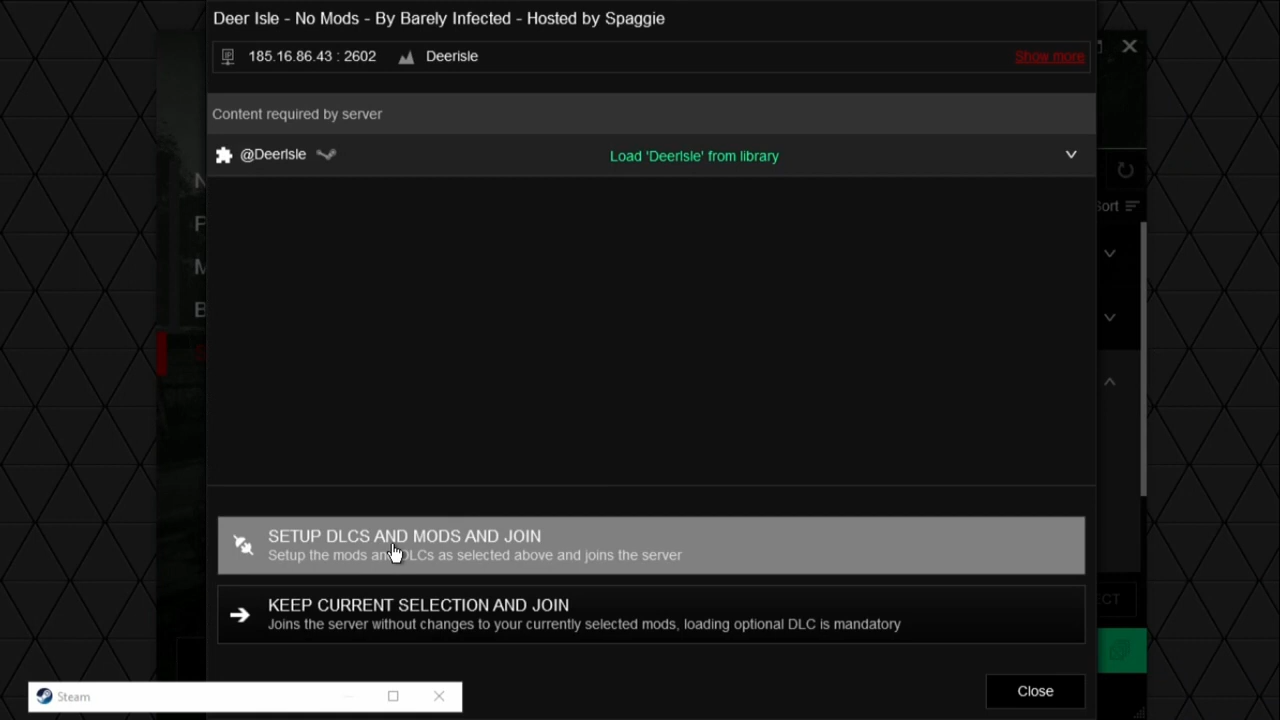 Deer Isle - No Mods - By Barely Infected - Hosted by Spaggie
185.16.86.43 : 2602 Deerisle Show more
Content required by server
@DeerIsle Load 'DeerIsle' from library
Sort
SETUP DLCS AND MODS AND JOIN
Setup the mods and DLCs as selected above and joins the server
KEEP CURRENT SELECTION AND JOIN
Joins the server without changes to your currently selected mods, loading optional DLC is mandatory
Steam
Close